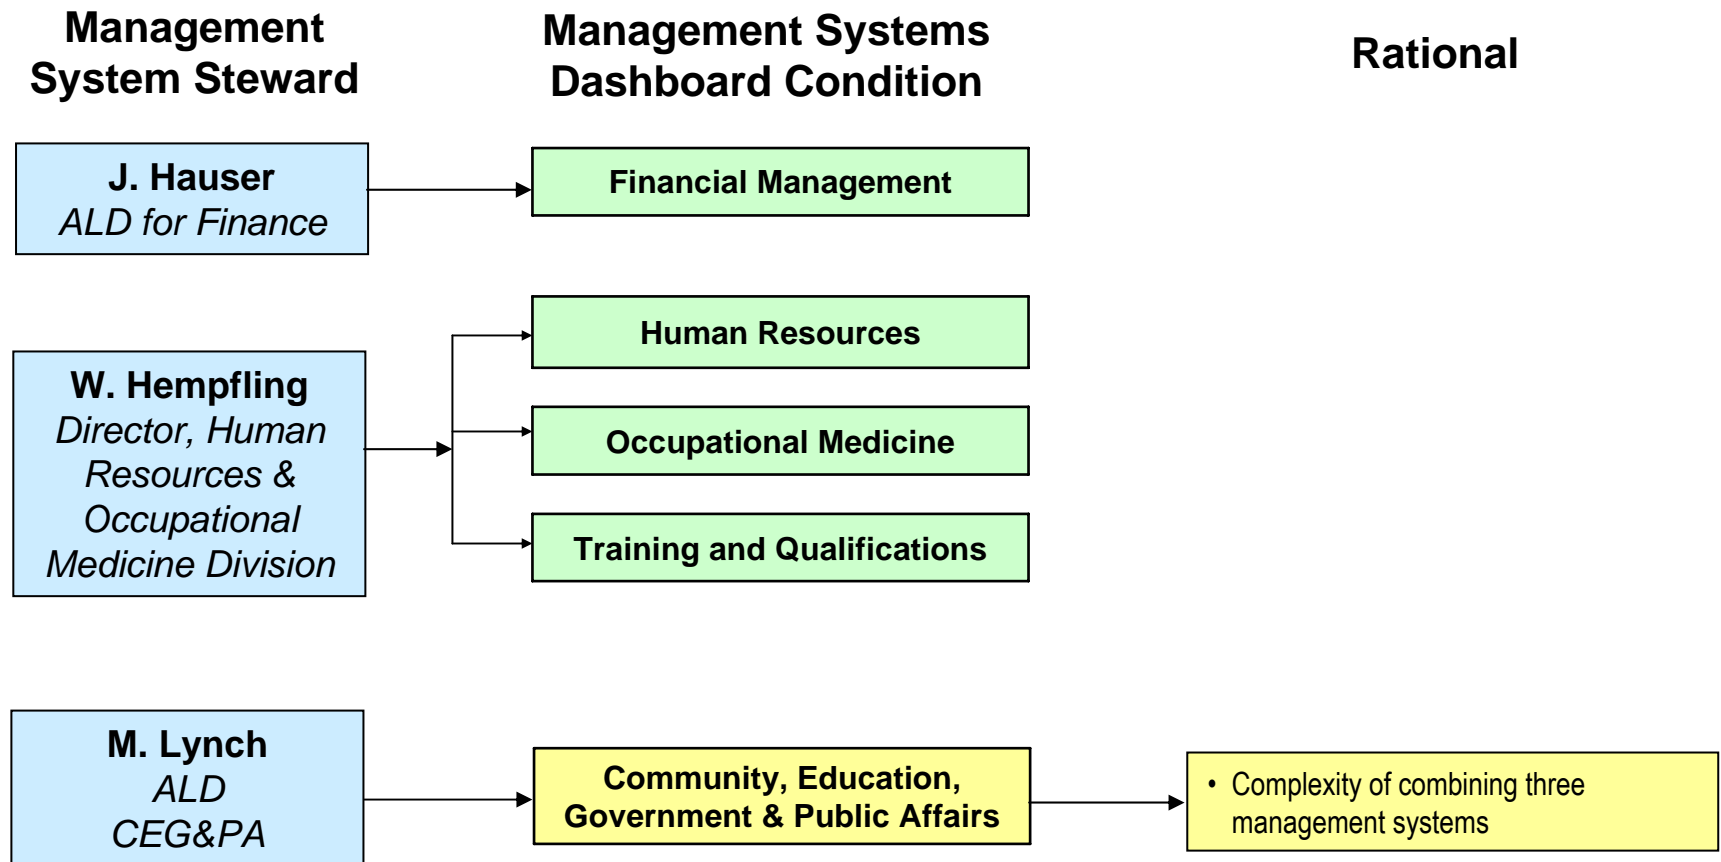 Management
System Steward
Management Systems
Dashboard Condition
Rational
J. Hauser
ALD for Finance
Financial Management
W. Hempfling
Director, Human
Resources &
Occupational
Medicine Division
Human Resources
Occupational Medicine
Training and Qualifications
M. Lynch
ALD
CEG&PA
Community, Education,
Government & Public Affairs
• Complexity of combining three
management systems